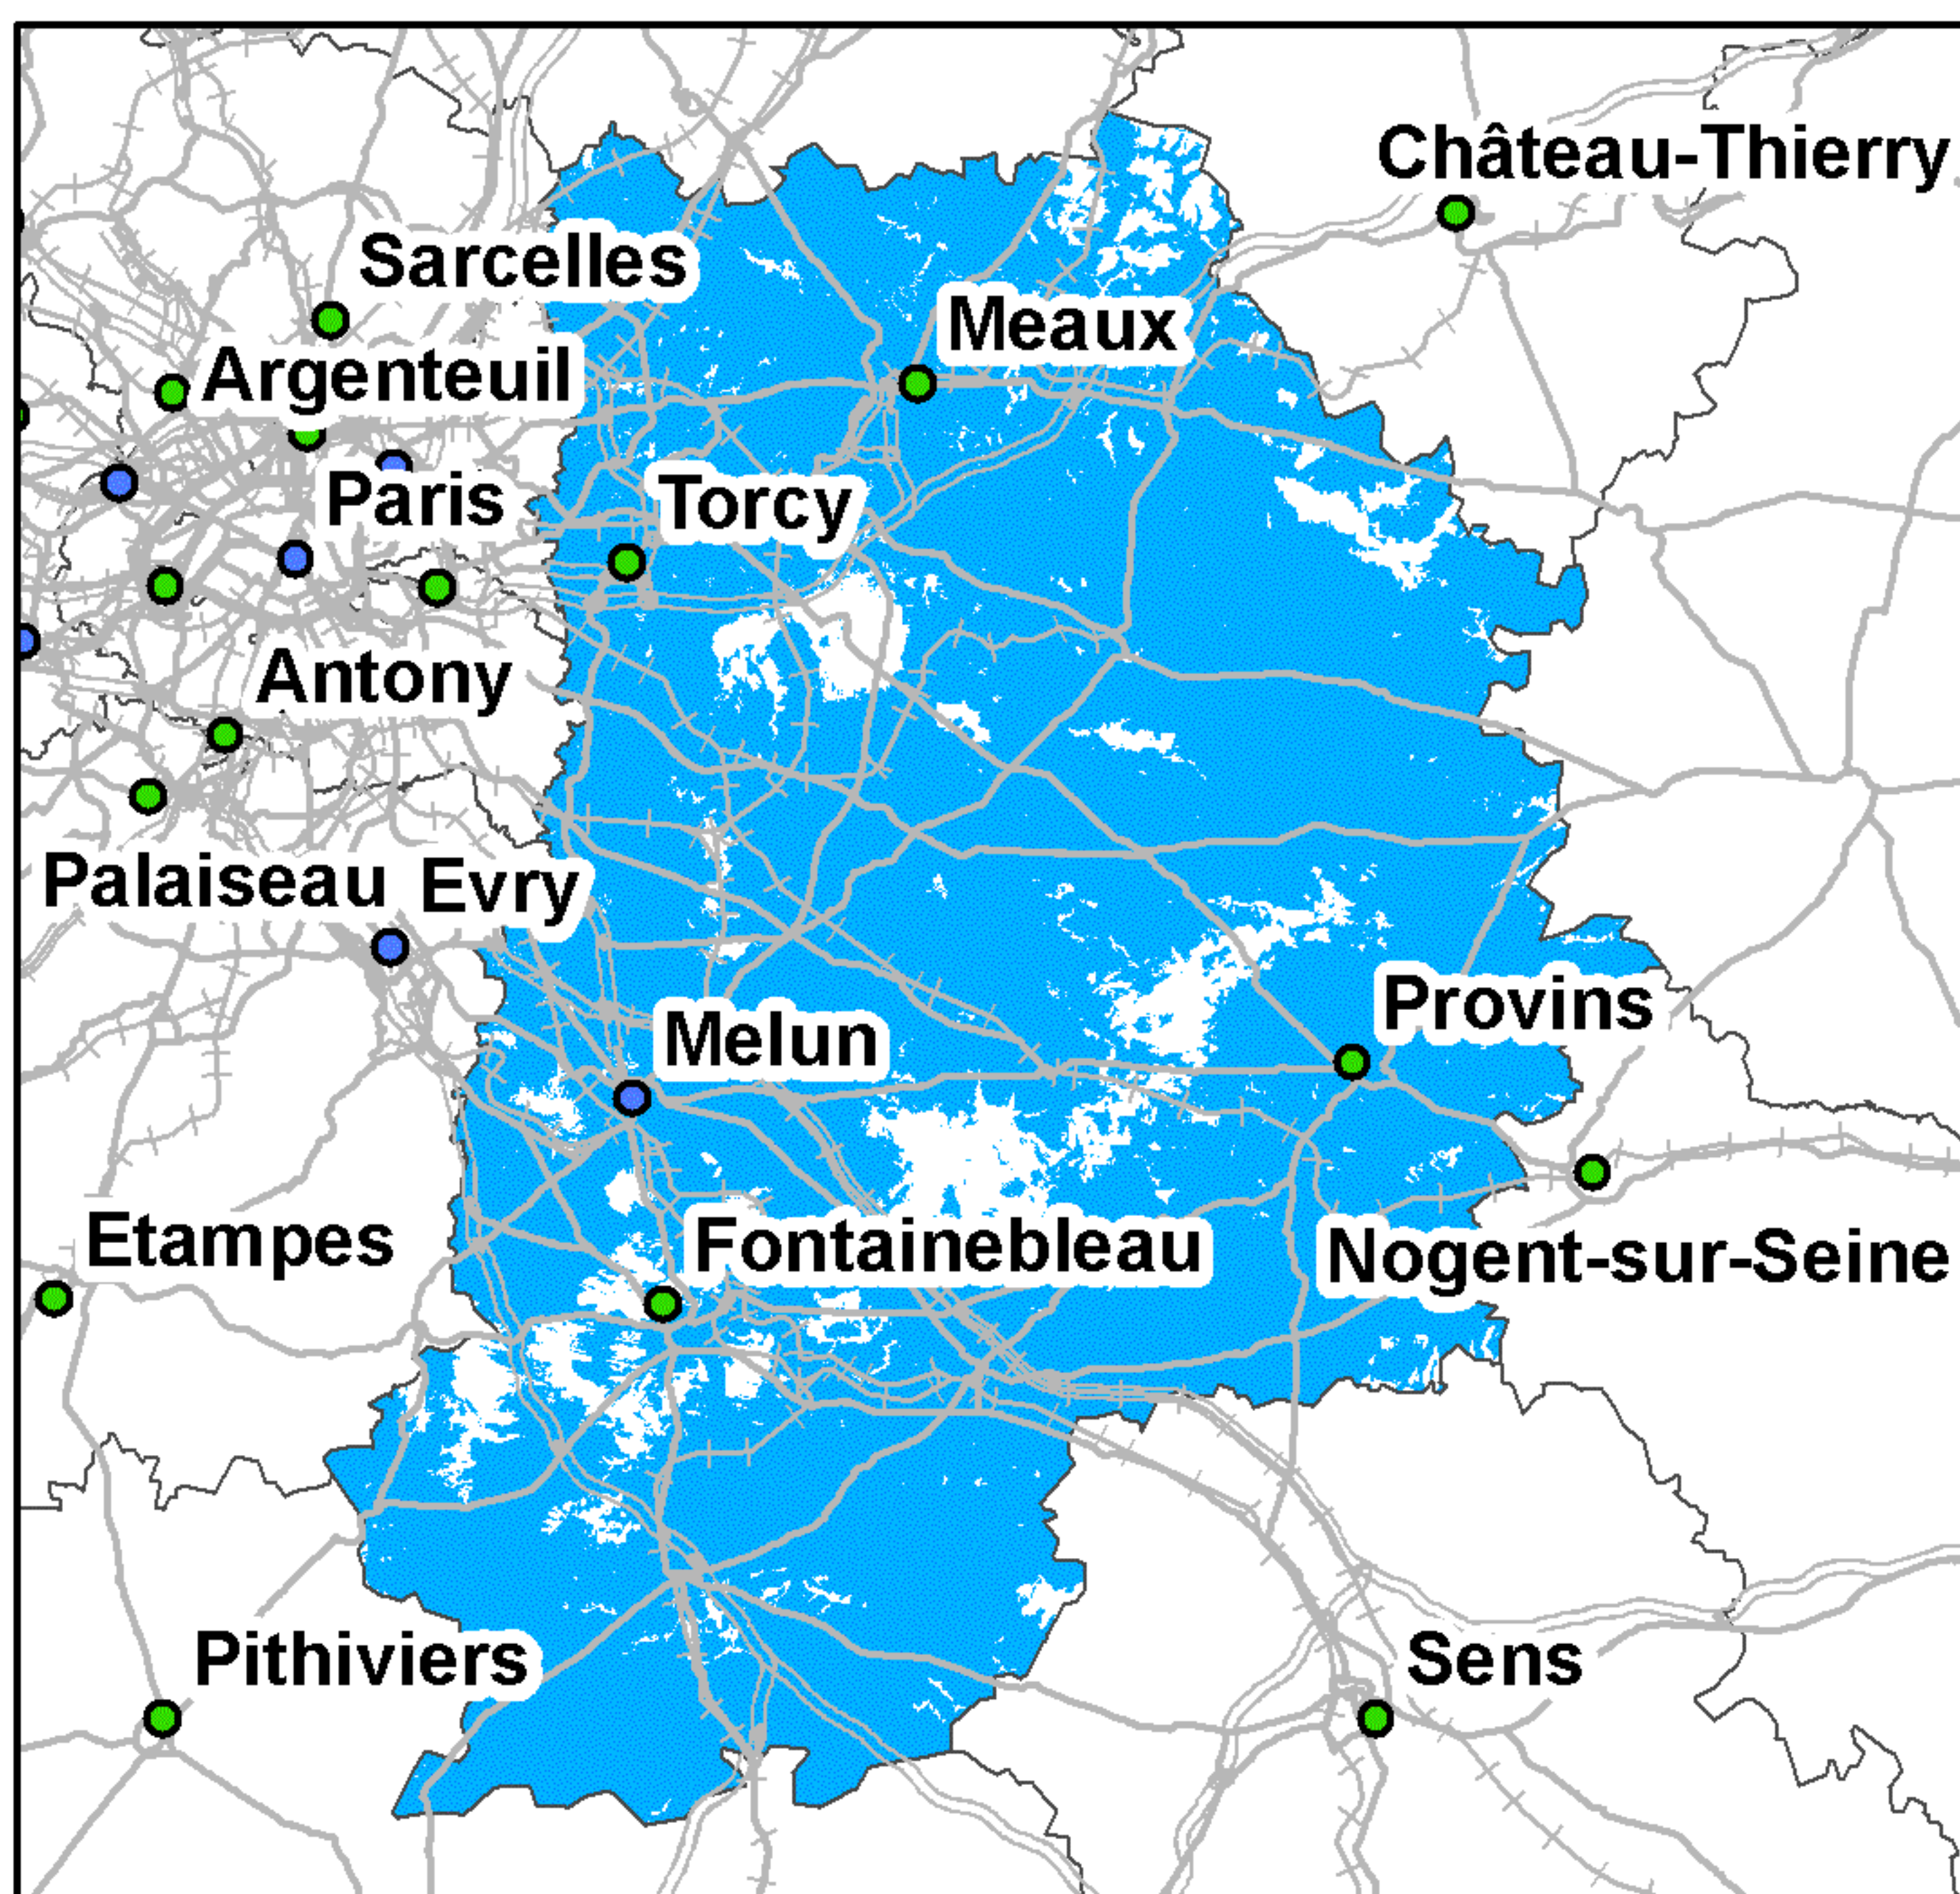 Château-Thierry
Sarcelles
Meaux
Argenteuil
Paris
Torcy
Antony
Palaiseau
Evry
Provins
Melun
Etampes
Fontainebleau
Nogent-sur-Seine
Pithiviers
Sens